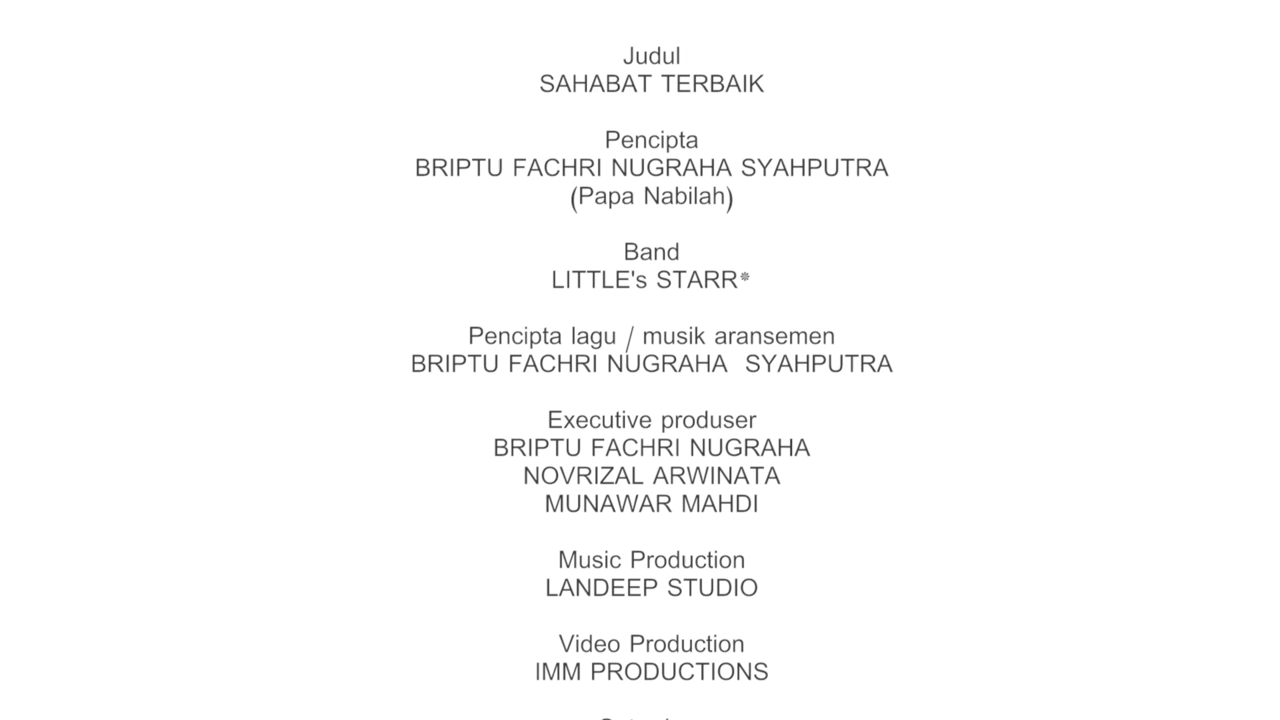 Judul
SAHABAT TERBAIK
Pencipta
BRIPTU FACHRI NUGRAHA SYAHPUTRA
(Papa Nabilah)
Band
LITTLE's STARR*
Pencipta lagu / musik aransemen
BRIPTU FACHRI NUGRAHA SYAHPUTRA
Executive produser
BRIPTU FACHRI NUGRAHA
NOVRIZAL ARWINATA
MUNAWAR MAHDI
Music Production
LANDEEP STUDIO
Video Production
IMM PRODUCTIONS